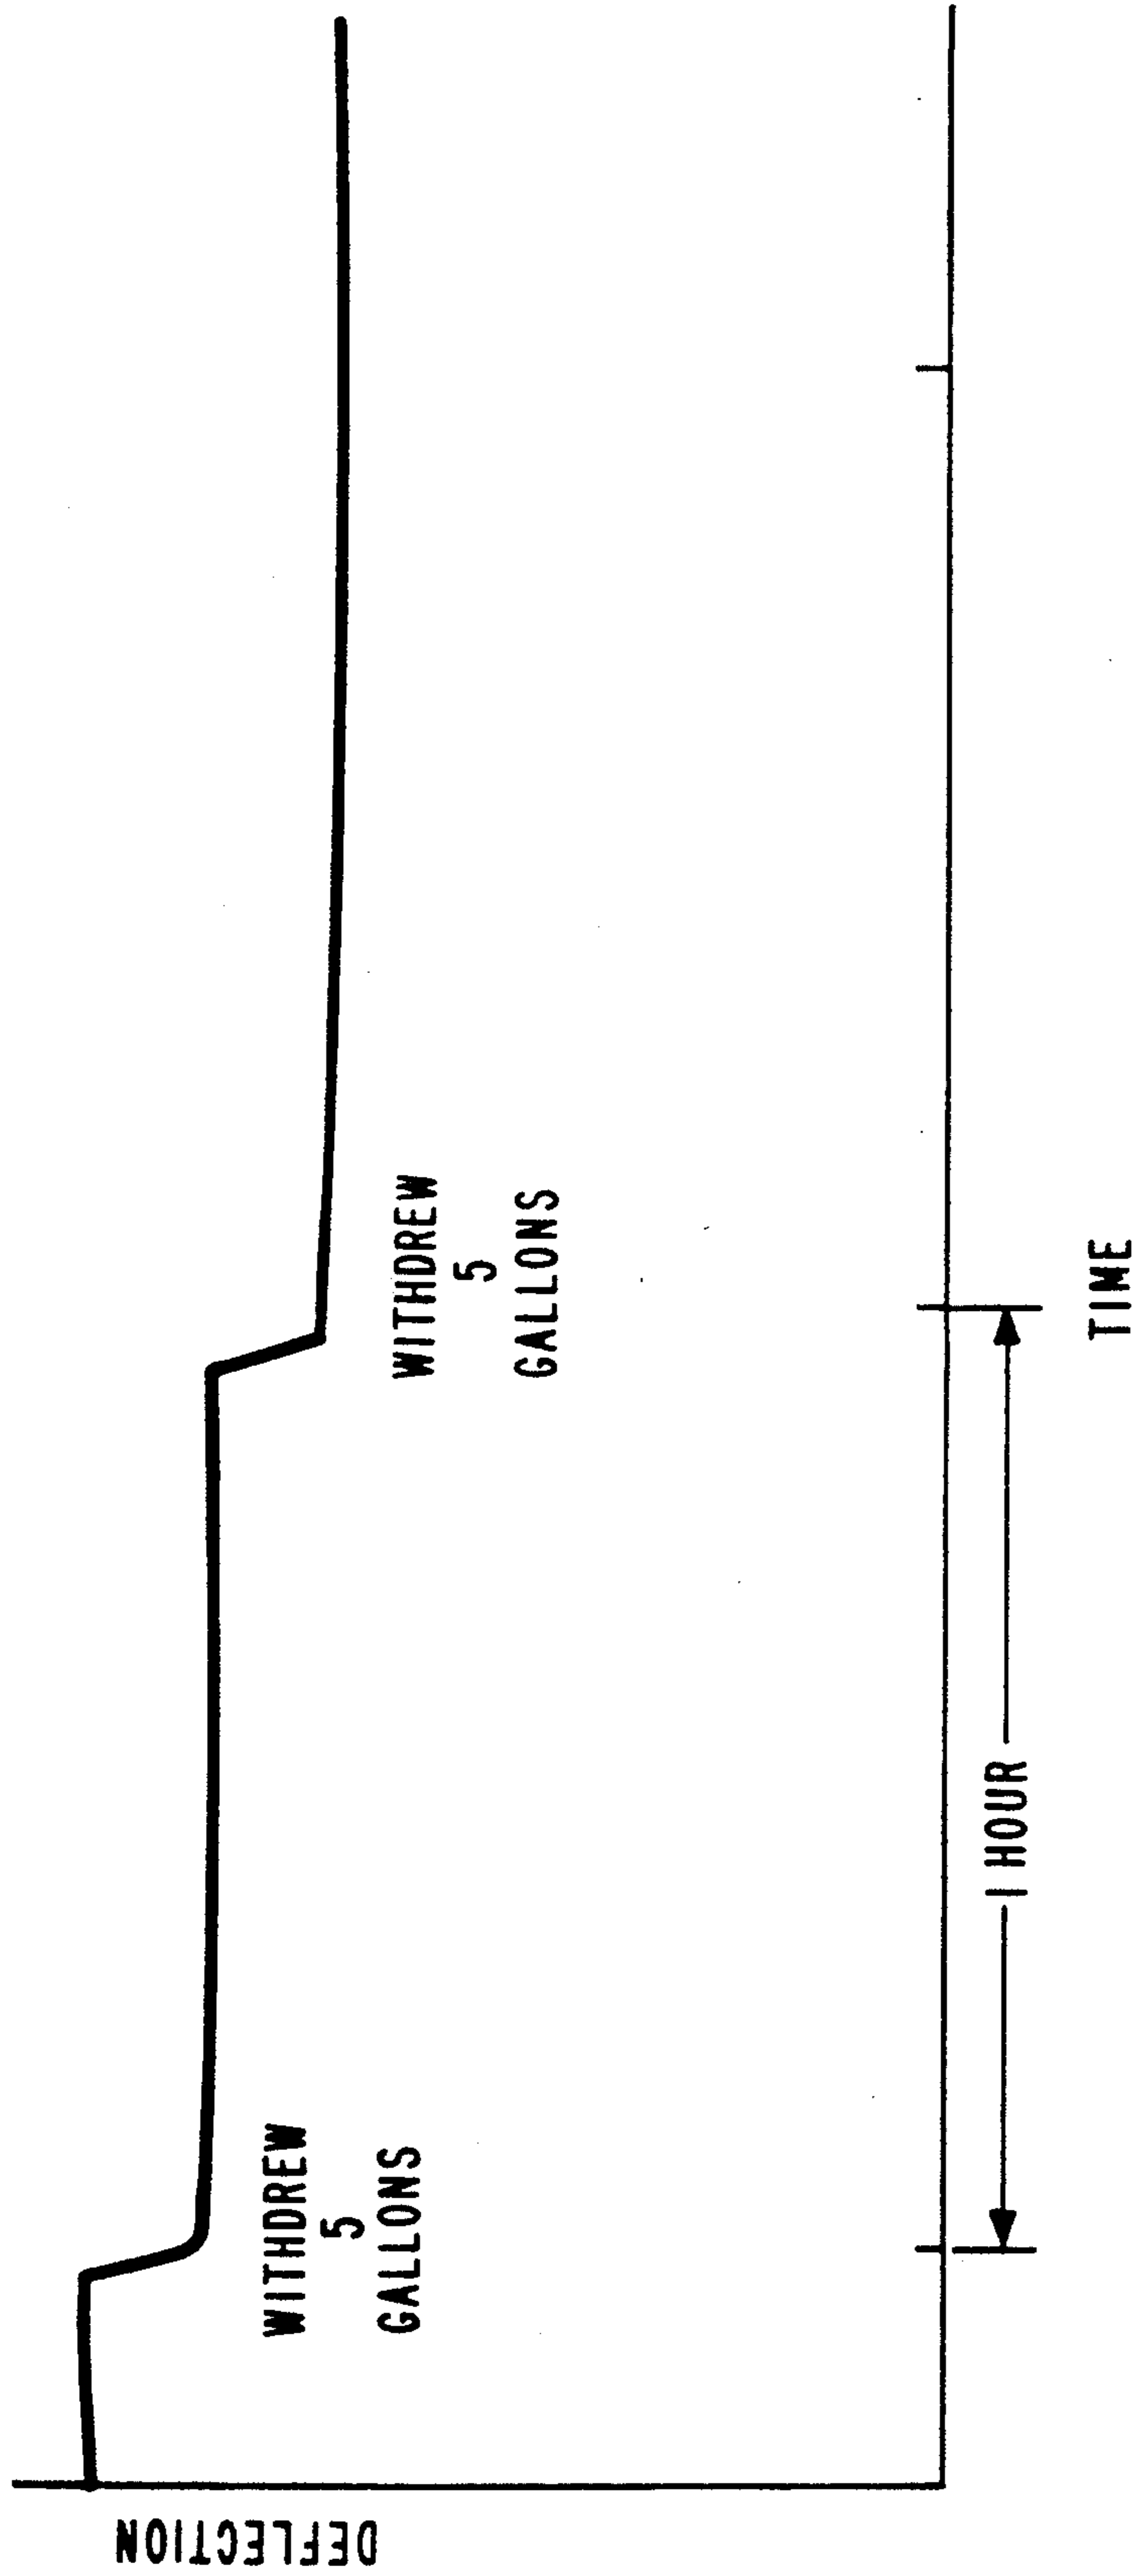 DEFLECTION
WITHDREW
5
GALLONS
WITHDREW
5
GALLONS
1 HOUR
TIME